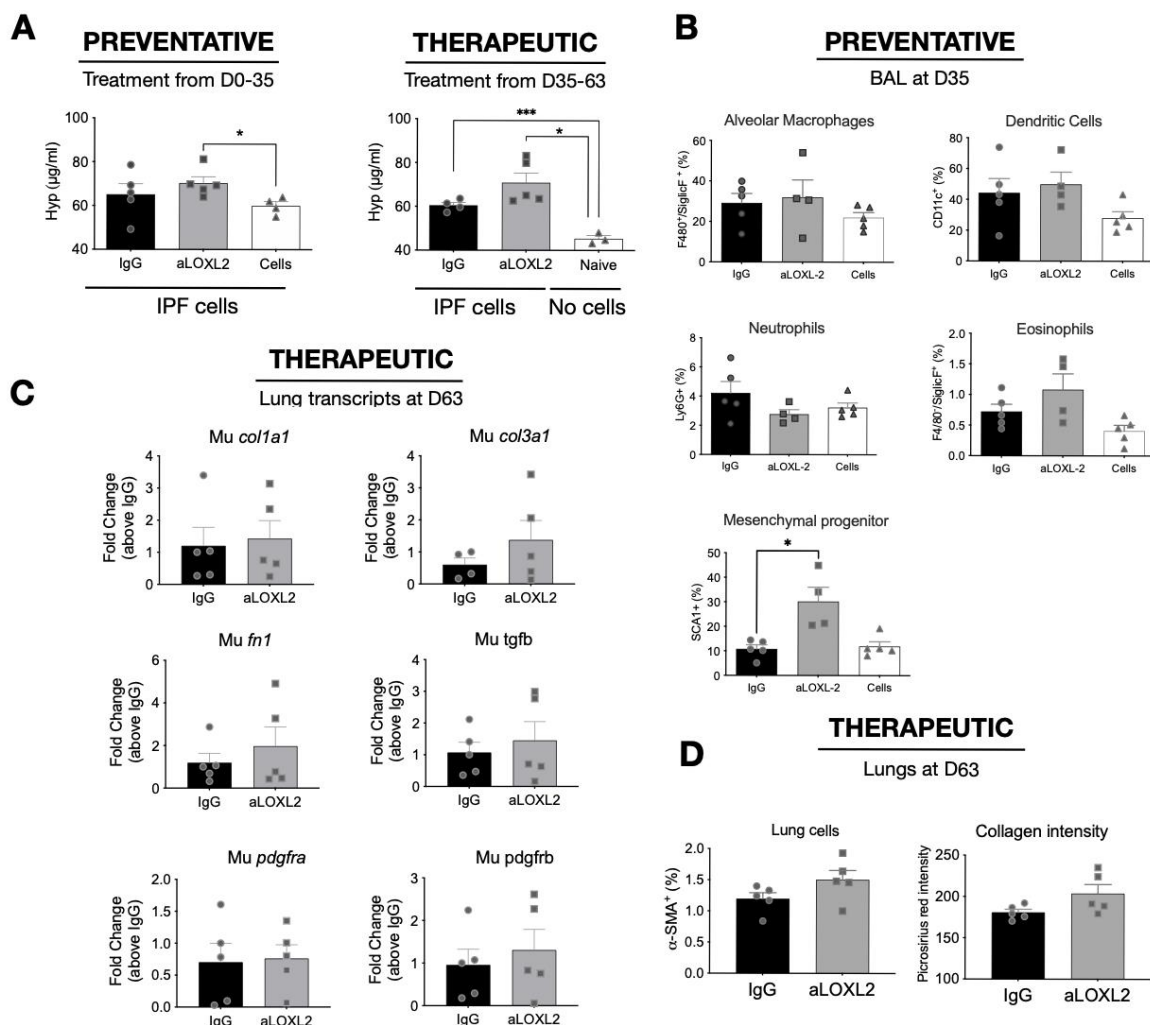 A
PREVENTATIVE
Treatment from D0-35
Hyp (µg/ml)
100
80
60
40
*
IgG
aLOXL2
Cells
IPF cells
THERAPEUTIC
Treatment from D35-63
Hyp (µg/ml)
100
80
60
40
***
*
IgG
aLOXL2
Naive
IPF cells
No cells
B
PREVENTATIVE
BAL at D35
Alveolar Macrophages
F480⁺/SiglicF⁺ (%)
60
40
20
0
IgG
aLOXL-2
Cells
Dendritic Cells
CD11c⁺ (%)
80
60
40
20
0
IgG
aLOXL2
Cells
Neutrophils
Ly6G+ (%)
8
6
4
2
0
IgG
aLOXL-2
Cells
Eosinophils
F4/80⁻/SiglicF⁺ (%)
2.0
1.5
1.0
0.5
0.0
IgG
aLOXL-2
Cells
Mesenchymal progenitor
SCA1+ (%)
50
40
30
20
10
0
*
IgG
aLOXL-2
Cells
C
THERAPEUTIC
Lung transcripts at D63
Mu col1a1
Fold Change
(above IgG)
4
3
2
1
0
IgG
aLOXL2
Mu col3a1
Fold Change
(above IgG)
4
3
2
1
0
IgG
aLOXL2
Mu fn1
Fold Change
(above IgG)
6
4
2
0
IgG
aLOXL2
Mu tgfb
Fold Change
(above IgG)
4
3
2
1
0
IgG
aLOXL2
Mu pdgfra
Fold Change
(above IgG)
2.0
1.5
1.0
0.5
0.0
IgG
aLOXL2
Mu pdgfrb
Fold Change
(above IgG)
3
2
1
0
IgG
aLOXL2
D
THERAPEUTIC
Lungs at D63
Lung cells
α-SMA⁺ (%)
2.0
1.5
1.0
0.5
0.0
IgG
aLOXL2
Collagen intensity
Picrosirius red intensity
250
200
150
100
IgG
aLOXL2